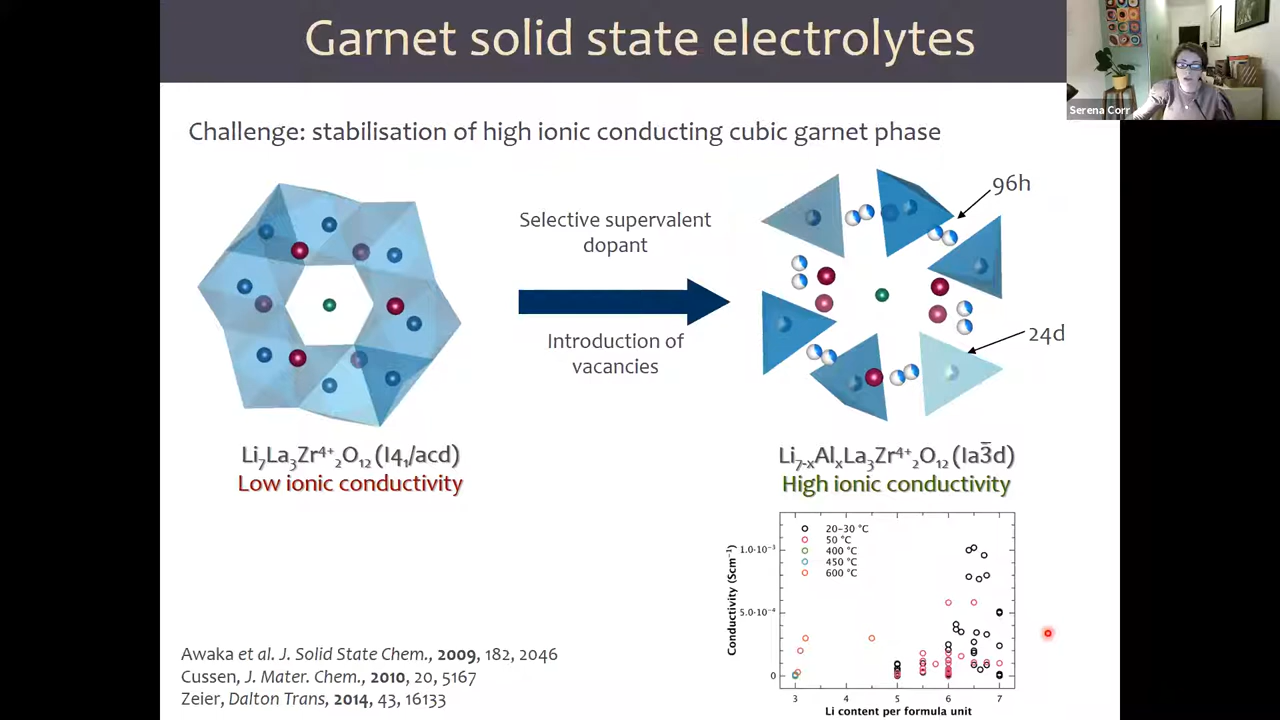 Garnet solid state electrolytes
Serena Corr
Challenge: stabilisation of high ionic conducting cubic garnet phase
Selective supervalent
dopant
Introduction of
vacancies
96h
24d
Li₇La₃Zr⁴⁺₂O₁₂ (I4₁/acd)
Low ionic conductivity
Li₇₋ₓAlₓLa₃Zr⁴⁺₂O₁₂ (Ia3̅d)
High ionic conductivity
20-30 °C
50 °C
400 °C
450 °C
600 °C
Conductivity (Scm⁻¹)
1.0·10⁻³
5.0·10⁻⁴
0
3 4 5 6 7
Li content per formula unit
Awaka et al. J. Solid State Chem., 2009, 182, 2046
Cussen, J. Mater. Chem., 2010, 20, 5167
Zeier, Dalton Trans, 2014, 43, 16133